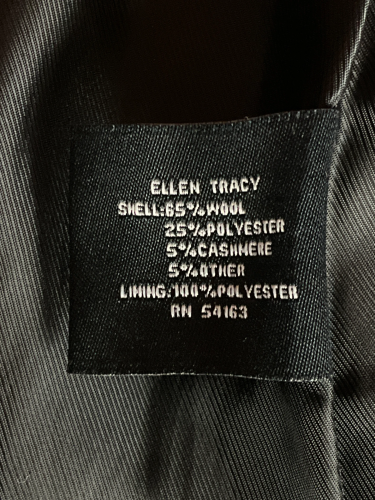 ELLEN TRACY
SHELL:65%WOOL
25%POLYESTER
5%CASHMERE
5%OTHER
LINING:100%POLYESTER
RN 54163